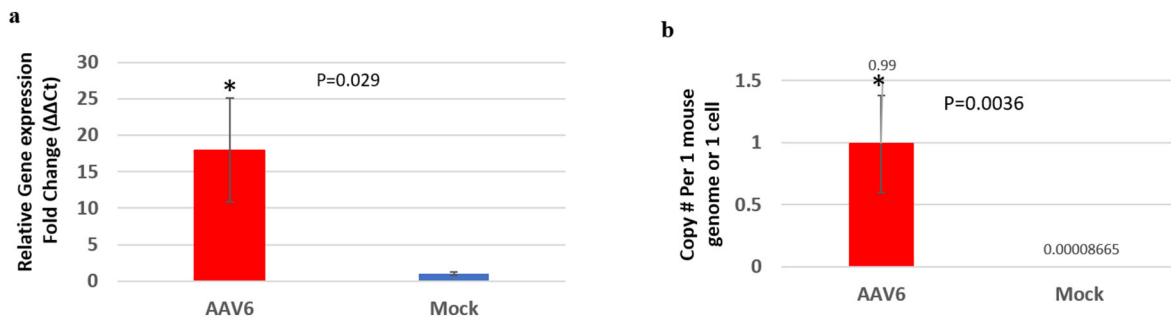 a
Relative Gene expression
Fold Change (ΔΔCt)
30
25
20
15
10
5
0
*
P=0.029
AAV6
Mock
b
Copy # Per 1 mouse
genome or 1 cell
1.5
1
0.5
0
0.99
*
P=0.0036
0.00008665
AAV6
Mock